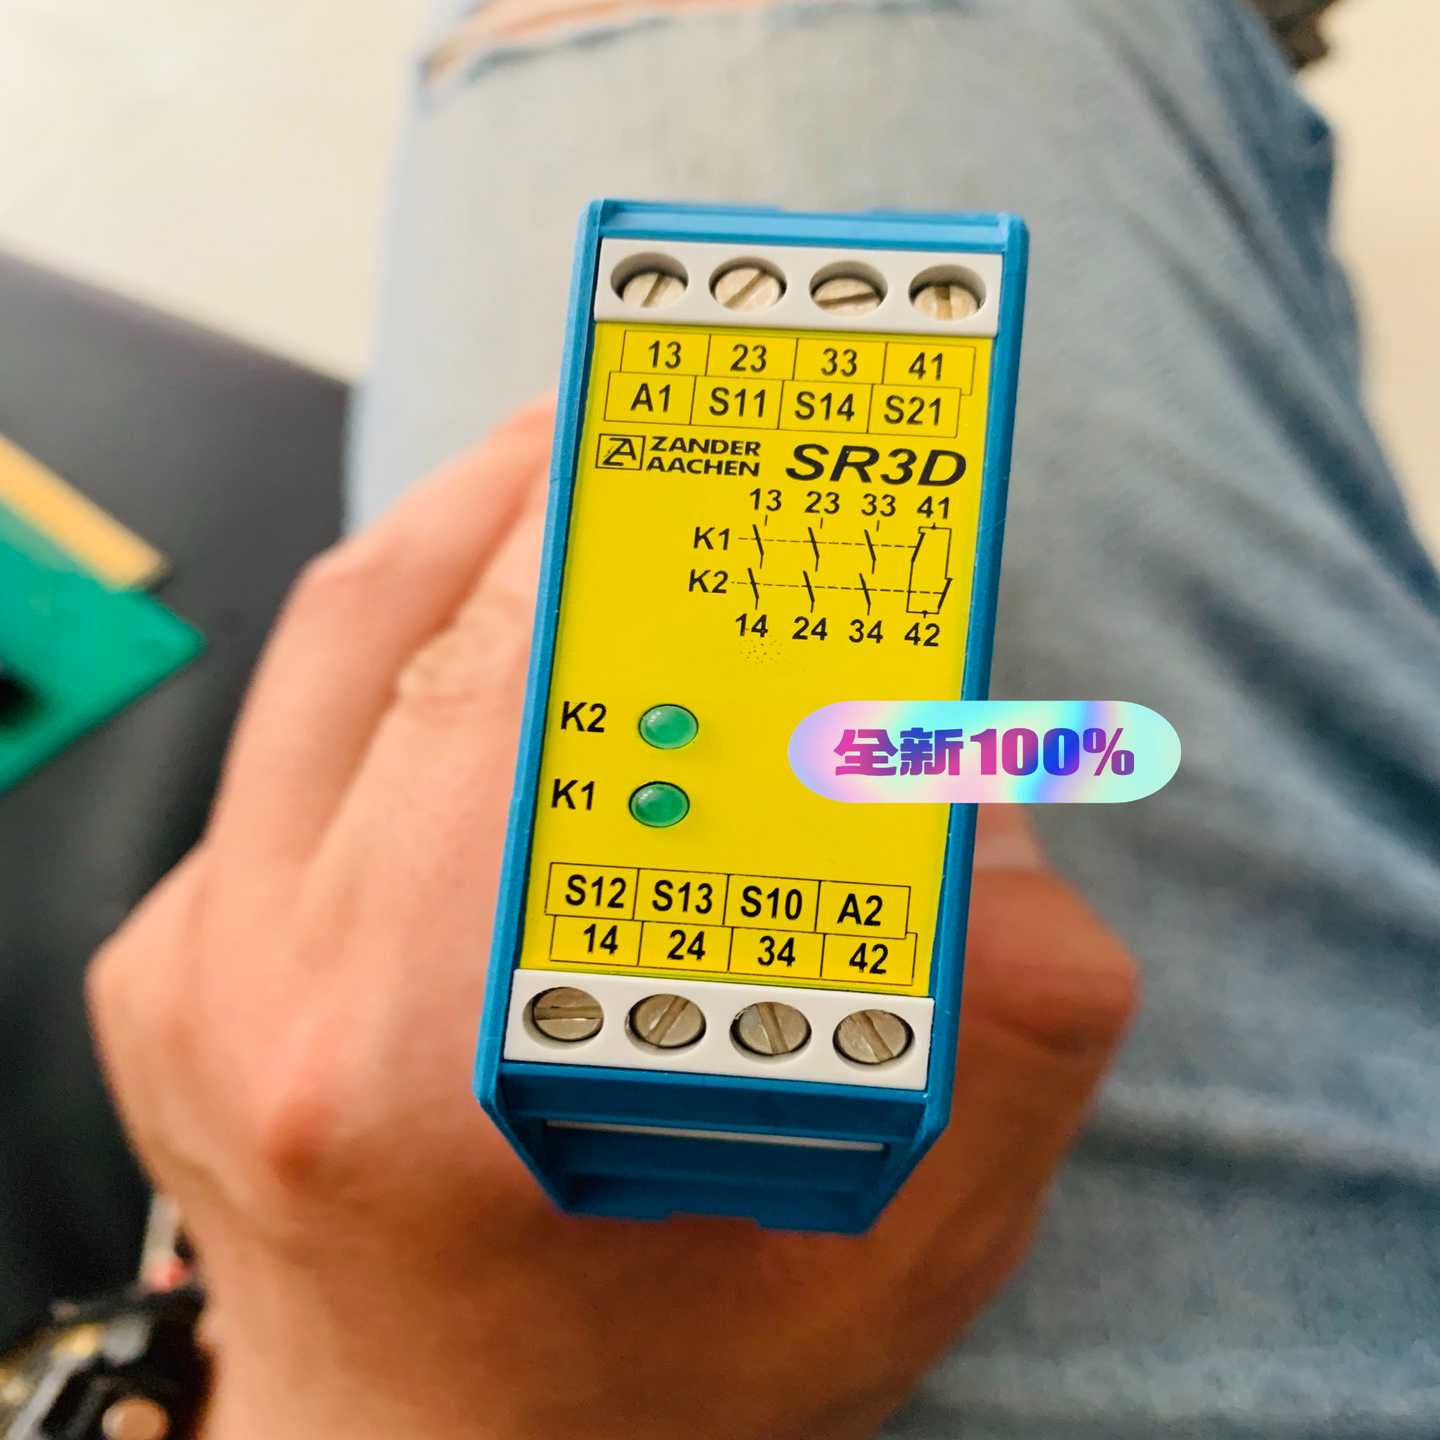 13 23 33 41
A1 S11 S14 S21
ZANDER
AACHEN
SR3D
13 23 33 41
K1
K2
14 24 34 42
K2
全新100%
K1
S12 S13 S10 A2
14 24 34 42